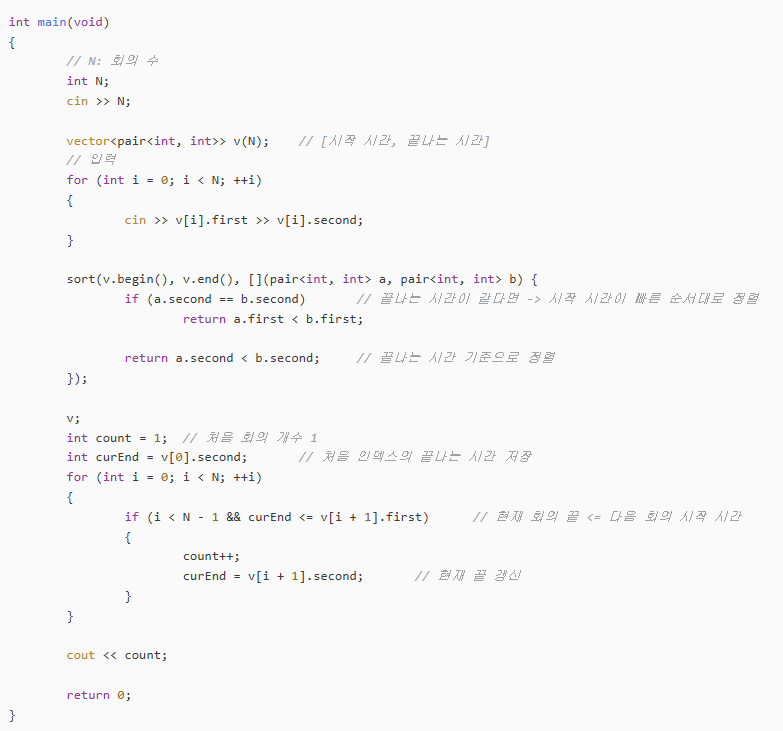 int main(void)
{
// N: 회의 수
int N;
cin >> N;
vector<pair<int, int>> v(N);    // [시작 시간, 끝나는 시간]
// 입력
for (int i = 0; i < N; ++i)
{
cin >> v[i].first >> v[i].second;
}
sort(v.begin(), v.end(), [](pair<int, int> a, pair<int, int> b) {
if (a.second == b.second)       // 끝나는 시간이 같다면 -> 시작 시간이 빠른 순서대로 정렬
return a.first < b.first;
return a.second < b.second;     // 끝나는 시간 기준으로 정렬
});
v;
int count = 1;  // 처음 회의 개수 1
int curEnd = v[0].second;       // 처음 인덱스의 끝나는 시간 저장
for (int i = 0; i < N; ++i)
{
if (i < N - 1 && curEnd <= v[i + 1].first)      // 현재 회의 끝 <= 다음 회의 시작 시간
{
count++;
curEnd = v[i + 1].second;       // 현재 끝 갱신
}
}
cout << count;
return 0;
}